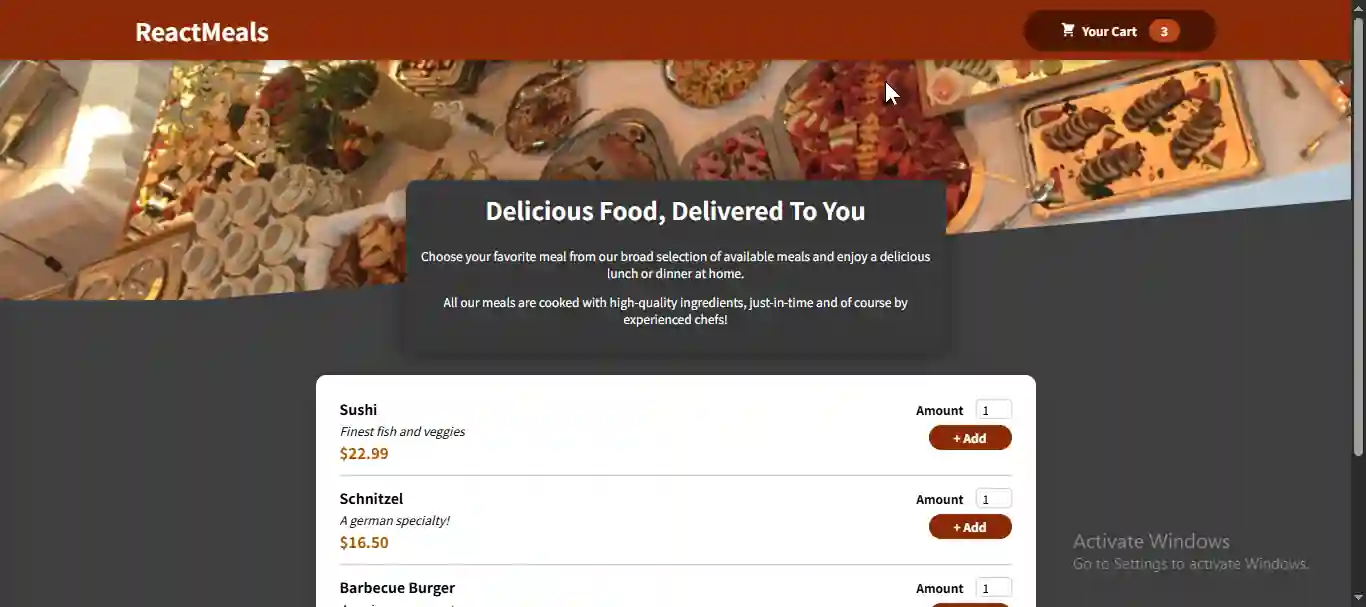 ReactMeals
Your Cart 3
Delicious Food, Delivered To You
Choose your favorite meal from our broad selection of available meals and enjoy a delicious
lunch or dinner at home.
All our meals are cooked with high-quality ingredients, just-in-time and of course by
experienced chefs!
Sushi
Amount 1
Finest fish and veggies
+ Add
$22.99
Schnitzel
Amount 1
A german specialty!
+ Add
$16.50
Barbecue Burger
Amount 1
Activate Windows
Go to Settings to activate Windows.